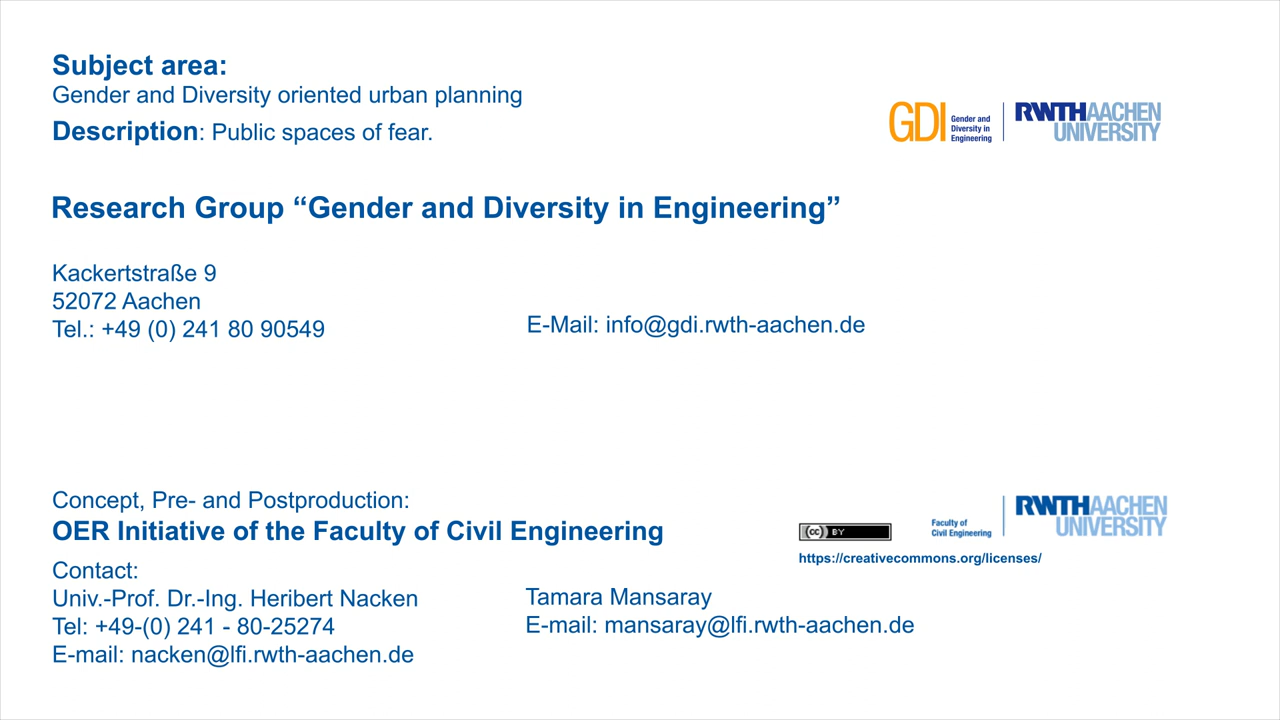 Subject area:
Gender and Diversity oriented urban planning
Description: Public spaces of fear.
GDI Gender and Diversity in Engineering
RWTHAACHEN UNIVERSITY
Research Group “Gender and Diversity in Engineering”
Kackertstraße 9
52072 Aachen
Tel.: +49 (0) 241 80 90549
E-Mail: info@gdi.rwth-aachen.de
Concept, Pre- and Postproduction:
OER Initiative of the Faculty of Civil Engineering
cc BY
https://creativecommons.org/licenses/
Faculty of
Civil Engineering
RWTHAACHEN
UNIVERSITY
Contact:
Univ.-Prof. Dr.-Ing. Heribert Nacken
Tel: +49-(0) 241 - 80-25274
E-mail: nacken@lfi.rwth-aachen.de
Tamara Mansaray
E-mail: mansaray@lfi.rwth-aachen.de